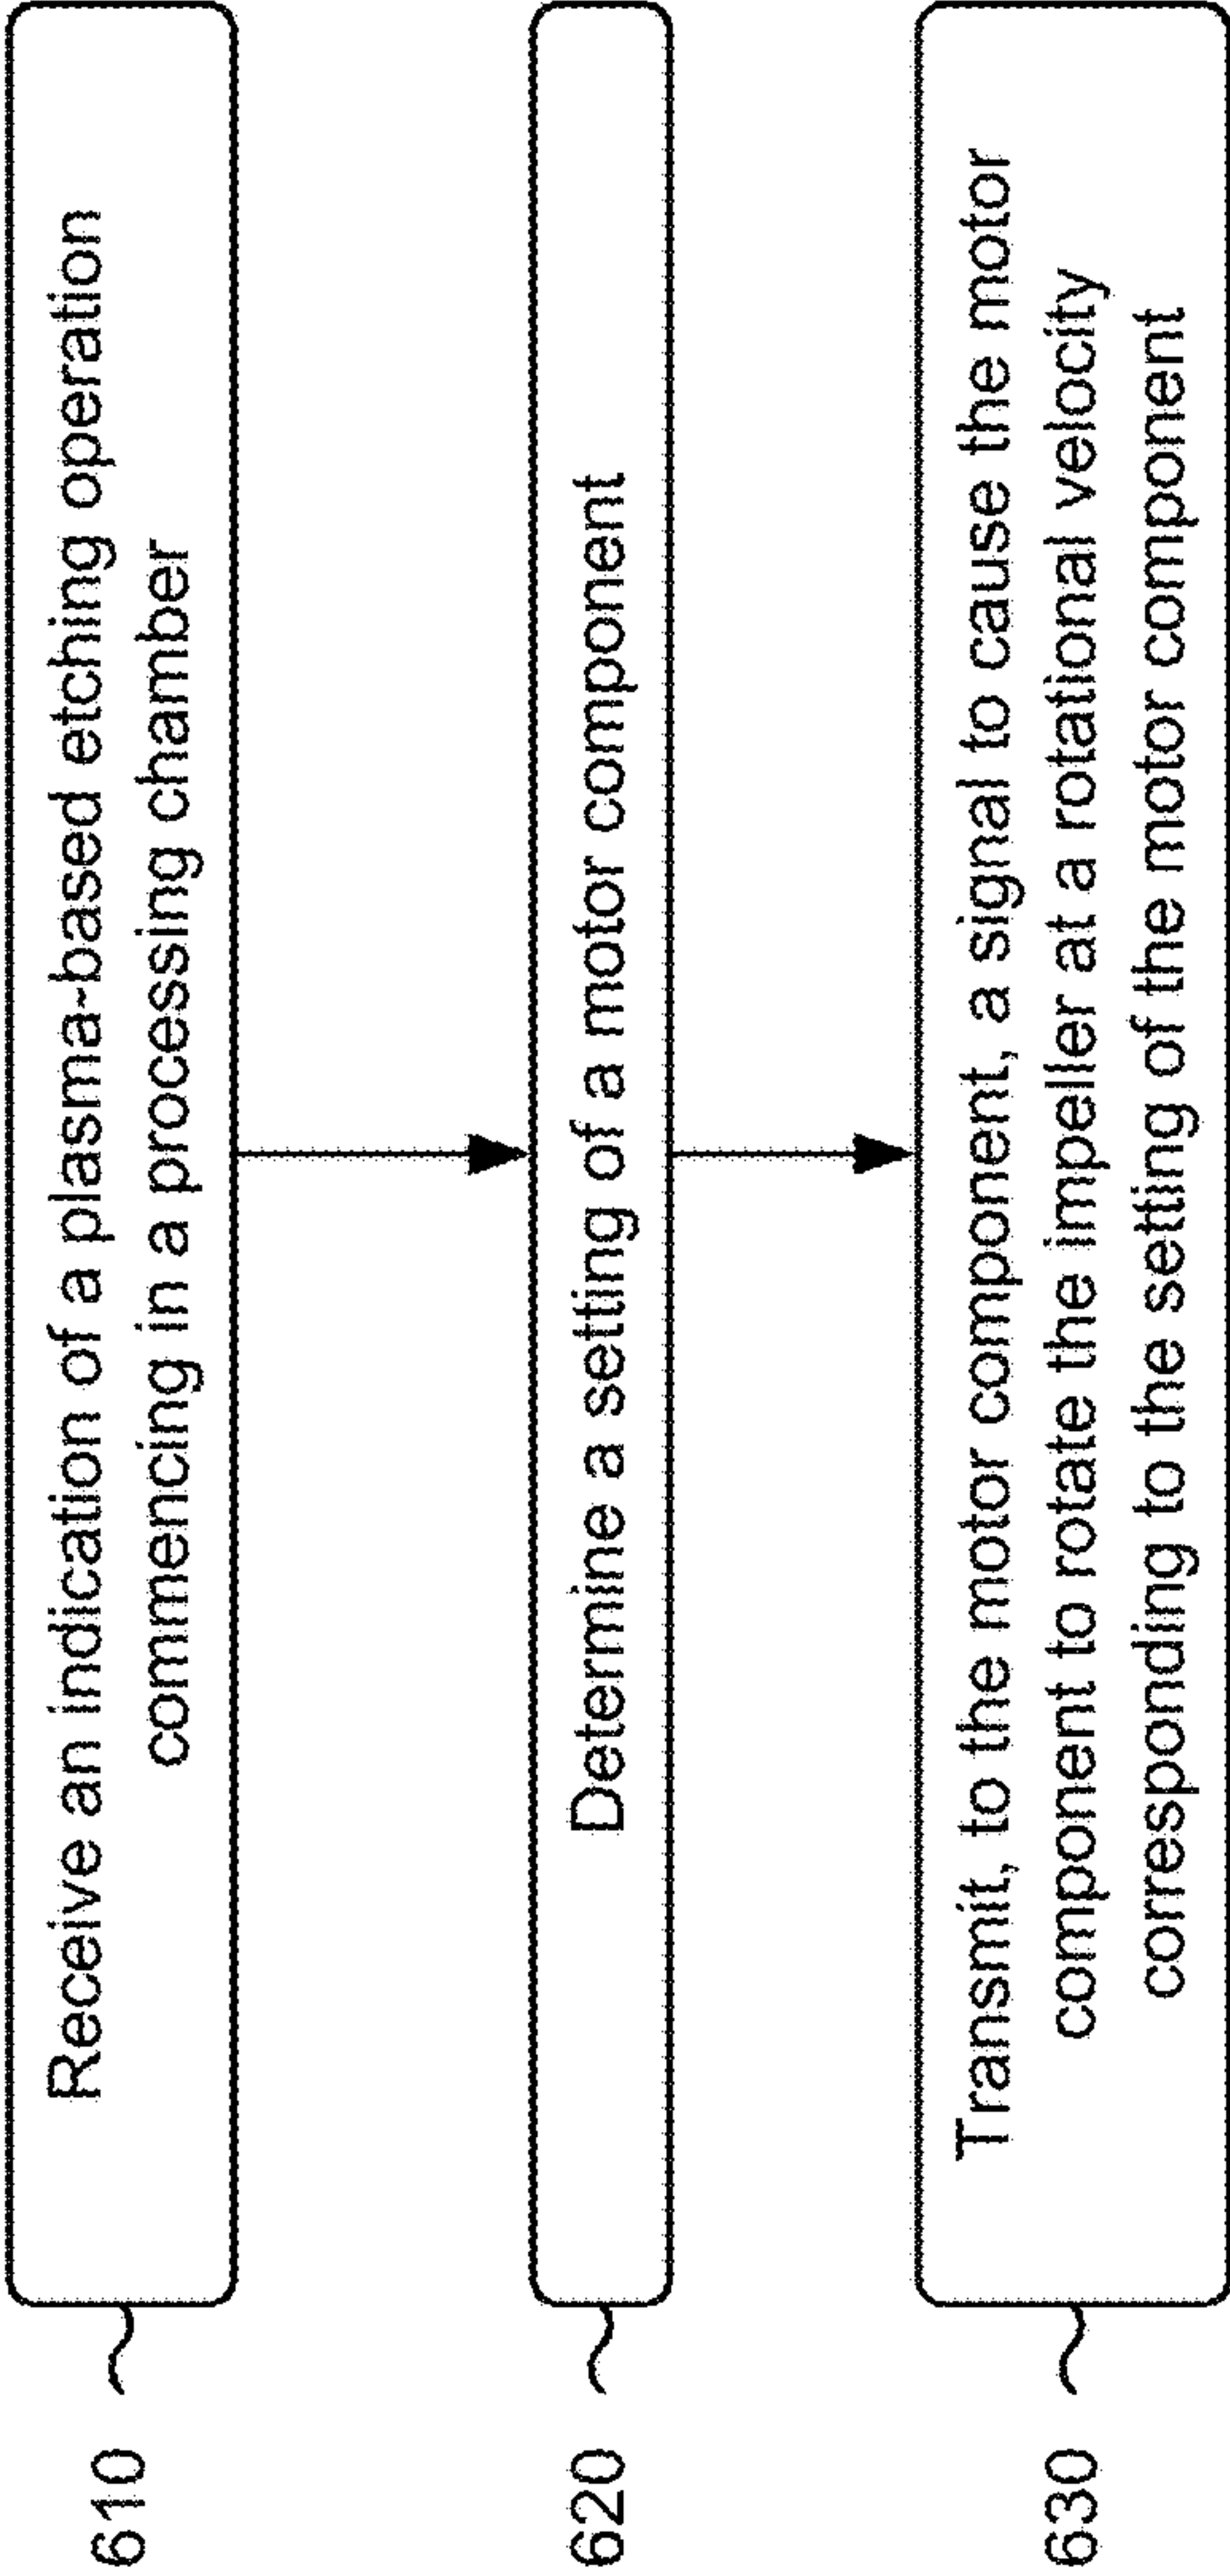 610
Receive an indication of a plasma-based etching operation
commencing in a processing chamber
620
Determine a setting of a motor component
630
Transmit, to the motor component, a signal to cause the motor
component to rotate the impeller at a rotational velocity
corresponding to the setting of the motor component